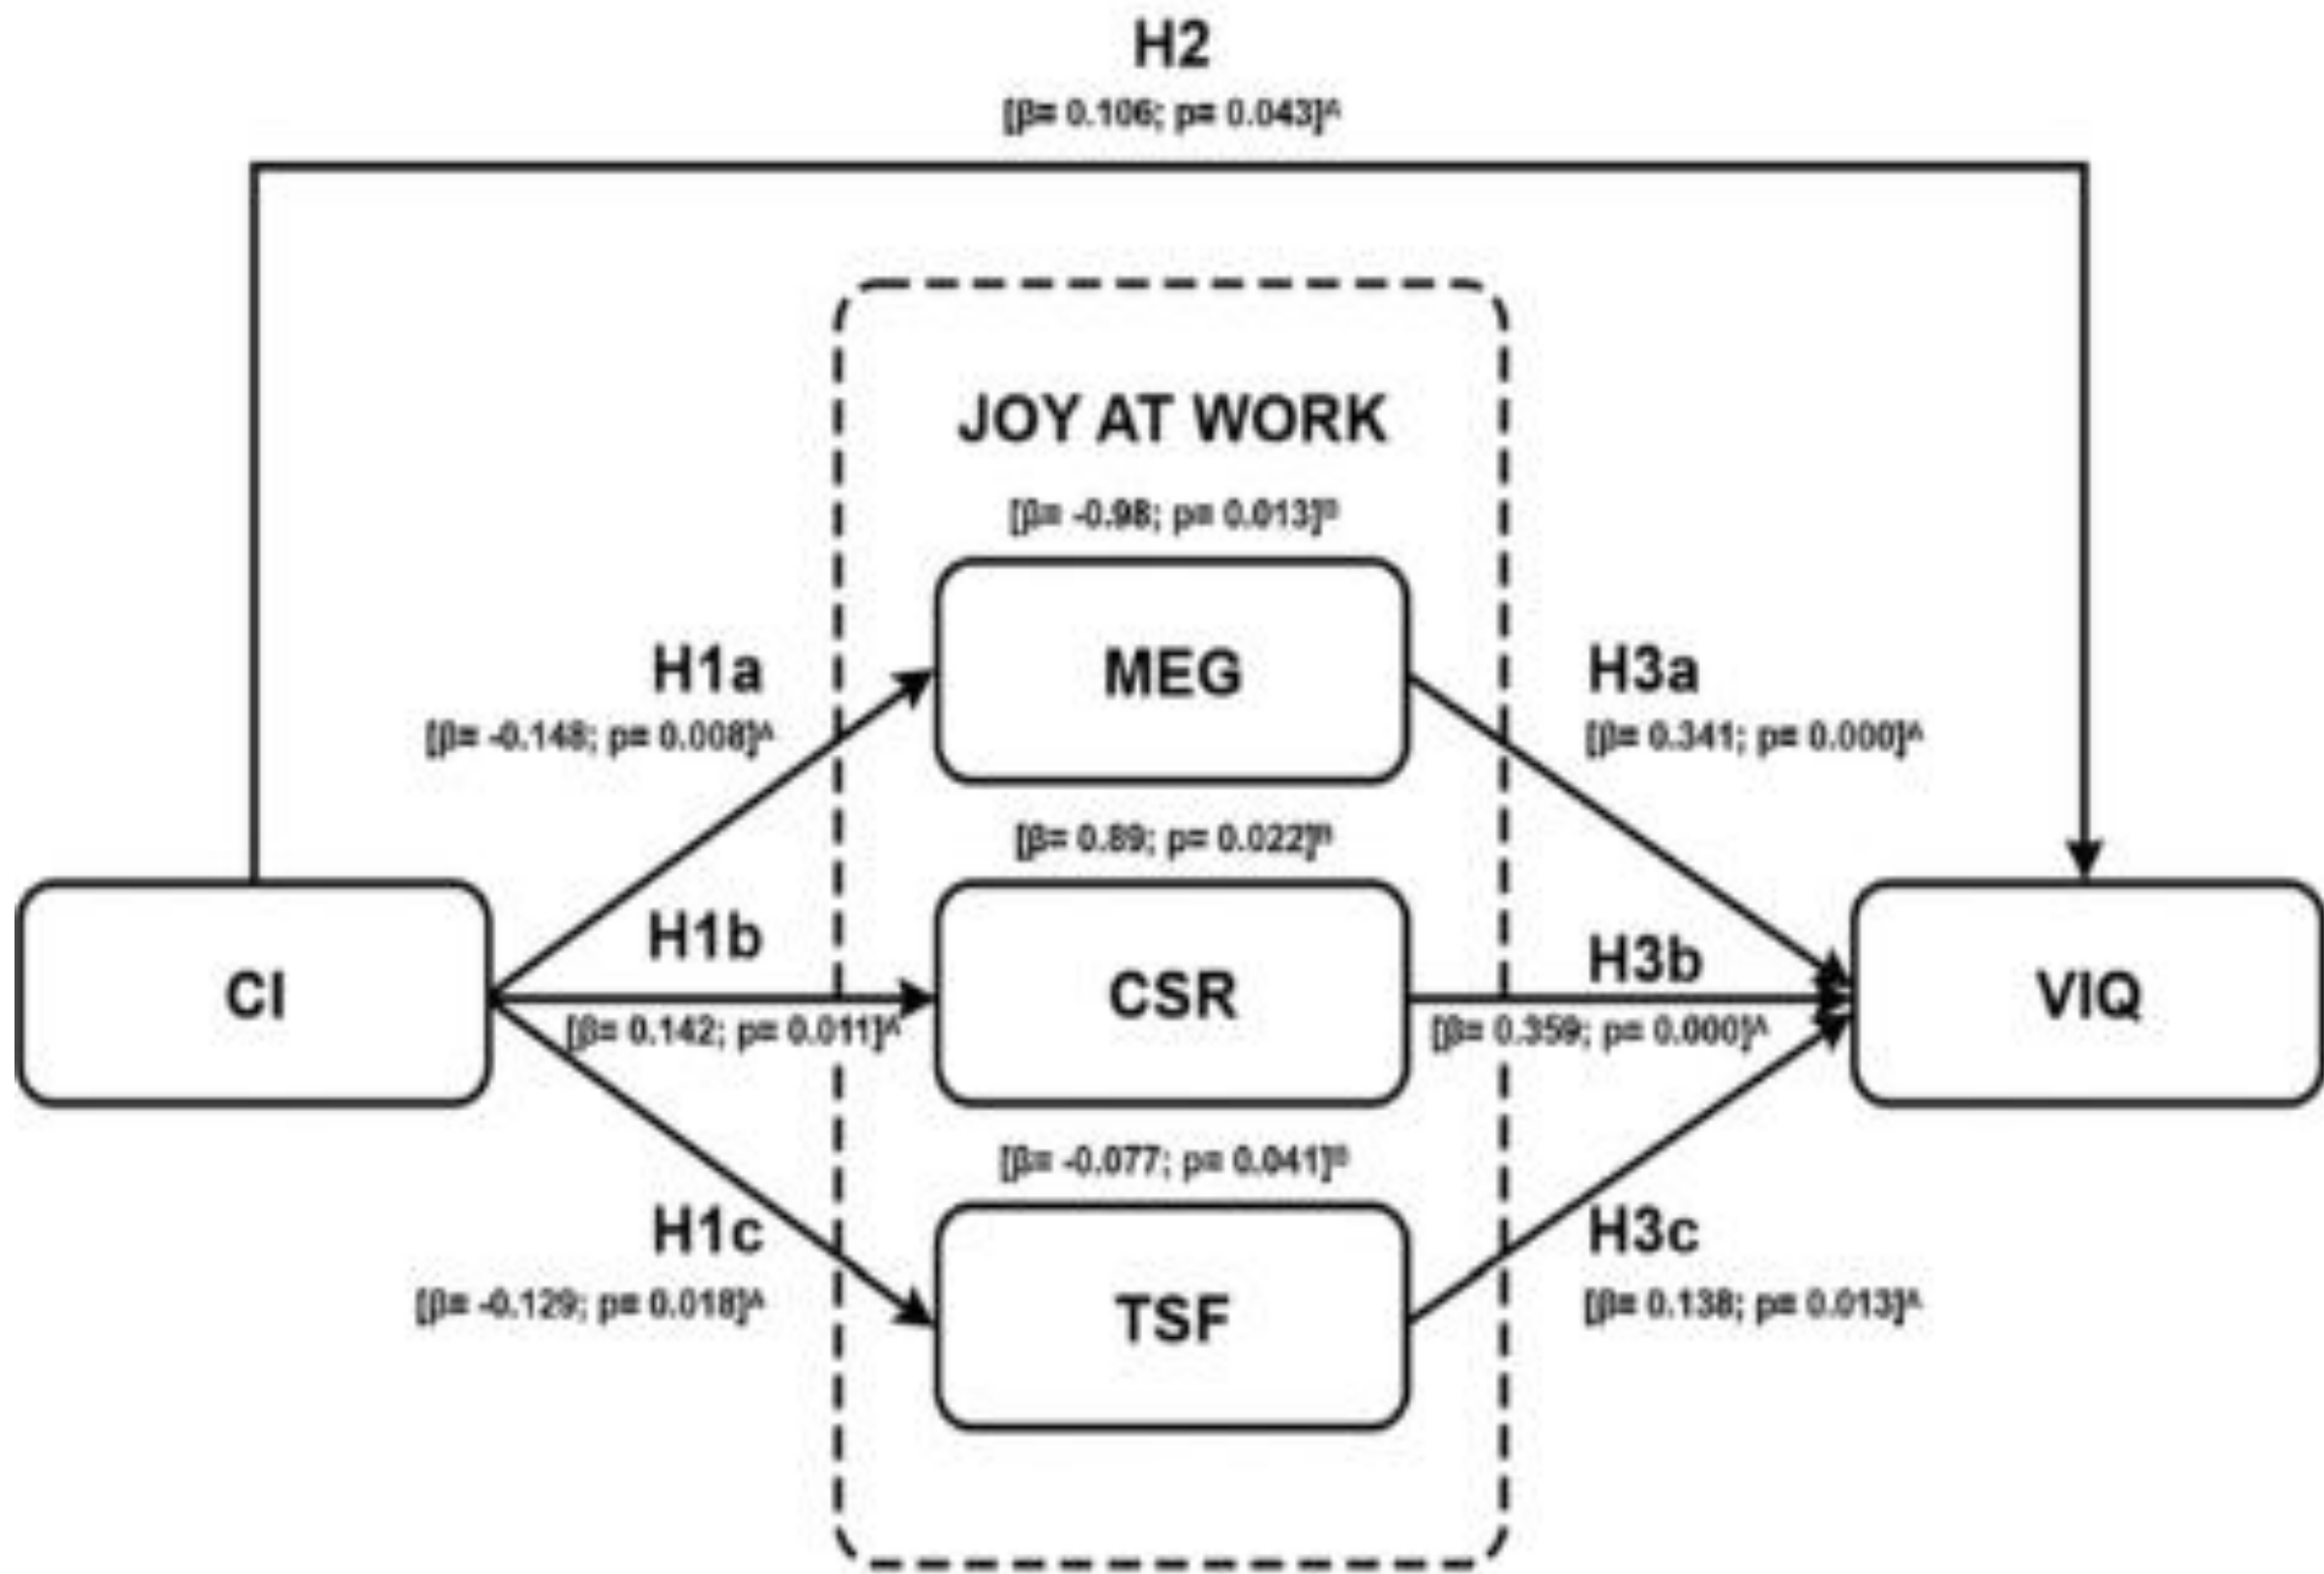 H2
[β= 0.106; p= 0.043]ᴬ
JOY AT WORK
[β= -0.98; p= 0.013]ᴮ
MEG
H1a
[β= -0.148; p= 0.008]ᴬ
H3a
[β= 0.341; p= 0.000]ᴬ
[β= 0.89; p= 0.022]ᴮ
CI
H1b
[β= 0.142; p= 0.011]ᴬ
CSR
H3b
[β= 0.359; p= 0.000]ᴬ
VIQ
[β= -0.077; p= 0.041]ᴮ
H1c
[β= -0.129; p= 0.018]ᴬ
TSF
H3c
[β= 0.138; p= 0.013]ᴬ